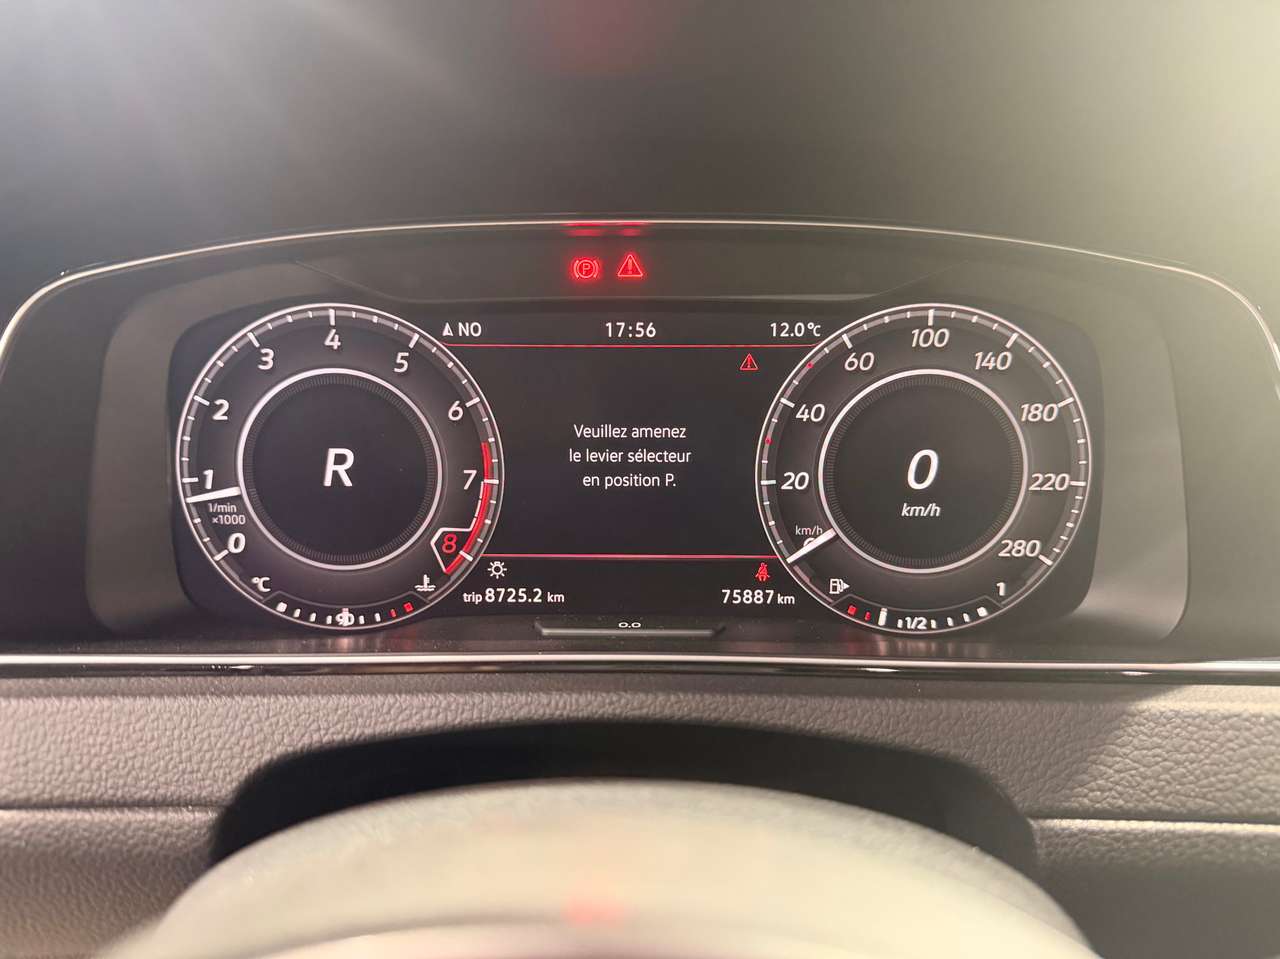 P
NO 17:56 12.0°C
R
Veuillez amenez
le levier sélecteur
en position P.
0
km/h
0 1 2 3 4 5 6 7 8
1/min
x1000
°C
90
20 40 60 100 140 180 220 280
km/h
1/2 1
trip 8725.2 km
75887 km